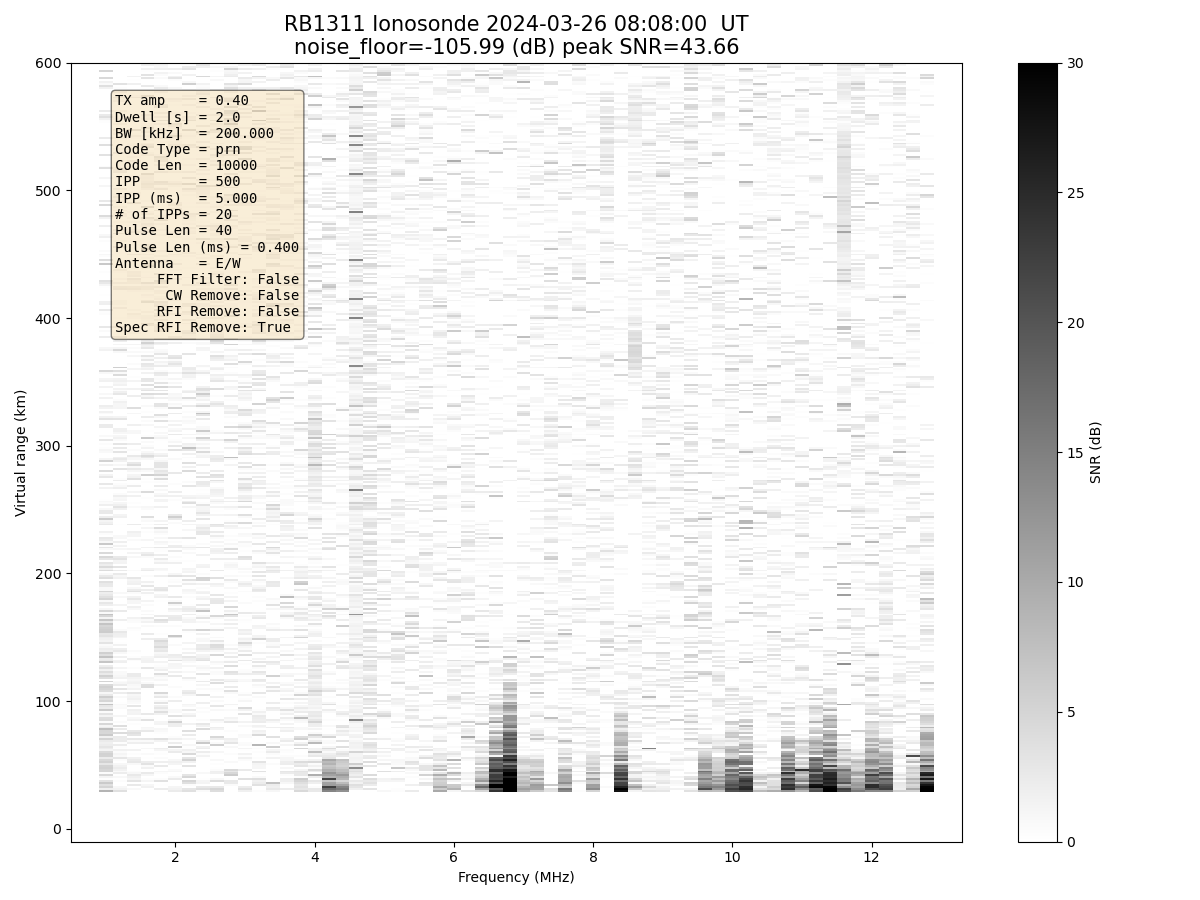 RB1311 Ionosonde 2024-03-26 08:08:00  UT
noise_floor=-105.99 (dB) peak SNR=43.66
TX amp    = 0.40
Dwell [s] = 2.0
BW [kHz]  = 200.000
Code Type = prn
Code Len  = 10000
IPP       = 500
IPP (ms)  = 5.000
# of IPPs = 20
Pulse Len = 40
Pulse Len (ms) = 0.400
Antenna   = E/W
FFT Filter: False
CW Remove: False
RFI Remove: False
Spec RFI Remove: True
600
500
400
300
200
100
0
Virtual range (km)
2 4 6 8 10 12
Frequency (MHz)
30
25
20
15
10
5
0
SNR (dB)